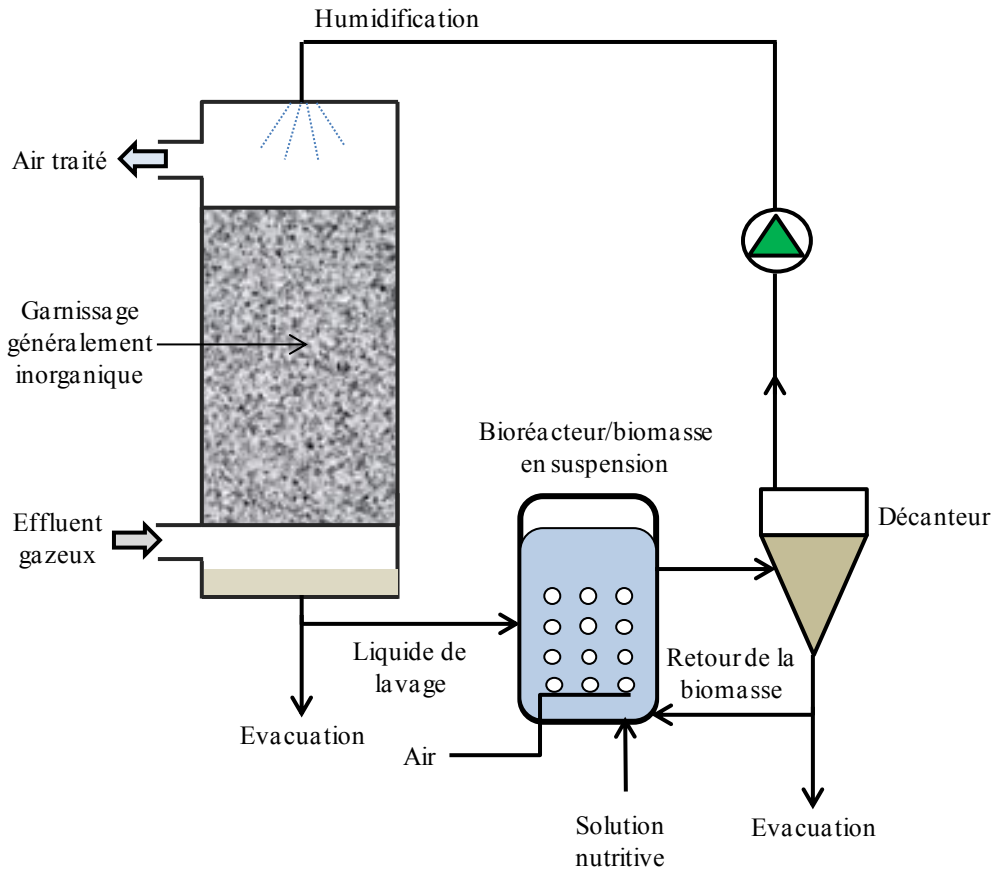 Humidification
Air traité
Garnissage
généralement
inorganique
Bioréacteur/biomasse
en suspension
Effluent
gazeux
Décanteur
Liquide de
lavage
Retour de la
biomasse
Evacuation
Air
Solution
nutritive
Evacuation